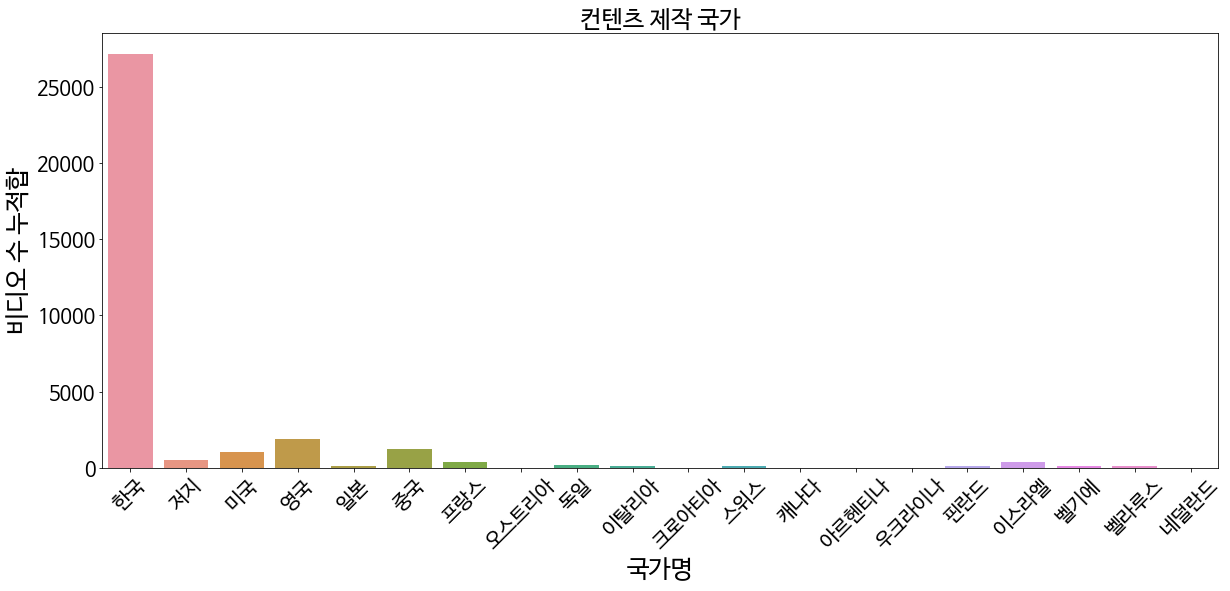 컨텐츠 제작 국가
비디오 수 누적합
25000
20000
15000
10000
5000
0
한국
저지
미국
영국
일본
중국
프랑스
오스트리아
독일
이탈리아
크로아티아
스위스
캐나다
아르헨티나
우크라이나
핀란드
이스라엘
벨기에
벨라루스
네덜란드
국가명